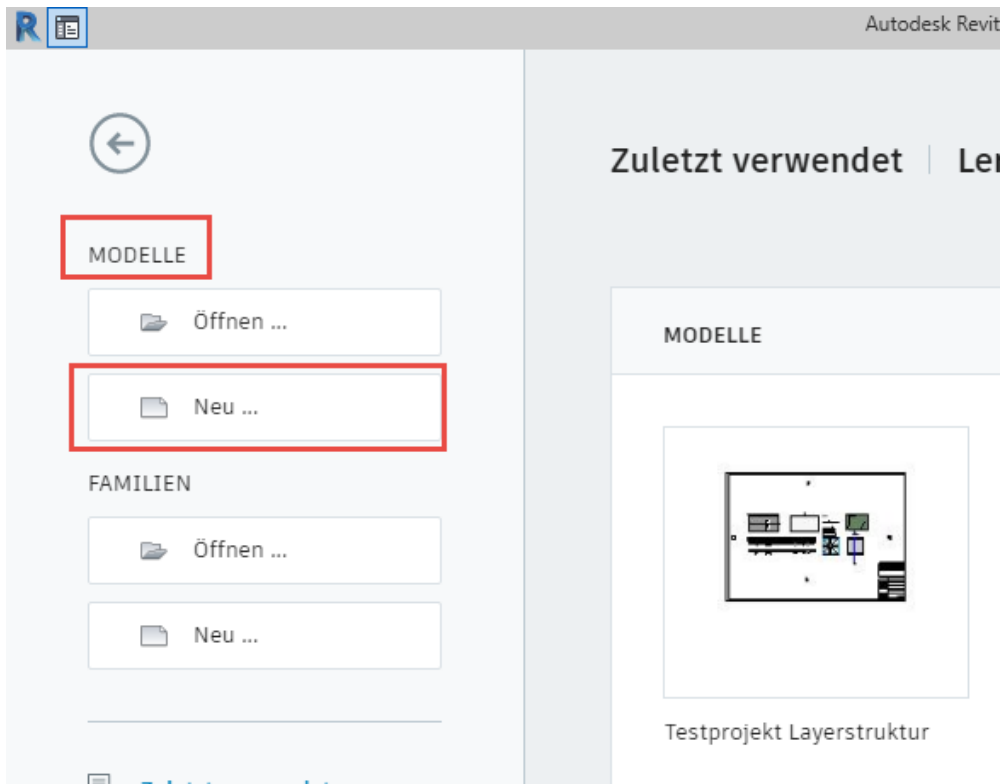 Autodesk Revit
Zuletzt verwendet
MODELLE
Öffnen ...
Neu ...
FAMILIEN
Öffnen ...
Neu ...
MODELLE
Testprojekt Layerstruktur